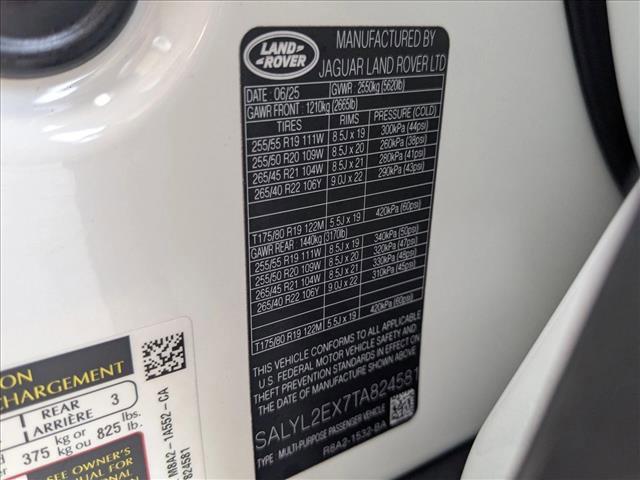 LAND-
ROVER
MANUFACTURED BY
JAGUAR LAND ROVER LTD
DATE : 06/25 GVWR : 2550kg (5620lb)
GAWR FRONT : 1210kg (2665lb)
TIRES RIMS PRESSURE (COLD)
255/55 R19 111W 8.5J x 19 300kPa (44psi)
255/50 R20 109W 8.5J x 20 260kPa (38psi)
265/45 R21 104W 8.5J x 21 280kPa (41psi)
265/40 R22 106Y 9.0J x 22 290kPa (43psi)
T175/80 R19 122M 5.5J x 19 420kPa (60psi)
GAWR REAR : 1440kg (3170lb)
255/55 R19 111W 8.5J x 19 340kPa (50psi)
255/50 R20 109W 8.5J x 20 320kPa (47psi)
265/45 R21 104W 8.5J x 21 330kPa (48psi)
265/40 R22 106Y 9.0J x 22 310kPa (45psi)
T175/80 R19 122M 5.5J x 19 420kPa (60psi)
THIS VEHICLE CONFORMS TO ALL APPLICABLE
U.S FEDERAL MOTOR VEHICLE SAFETY AND
THEFT PREVENTION STANDARDS IN EFFECT ON
THE DATE OF MANUFACTURE SHOWN ABOVE.
SALYL2EX7TA824581
TYPE : MULTI-PURPOSE PASSENGER VEHICLE
R8A2-1532-BA
ON
CHARGEMENT
REAR
ARRIÈRE 3
375 kg or 825 lbs.
kg ou lb.
SEE OWNER'S
MANUAL FOR
M8A2-1A552-CA
824581